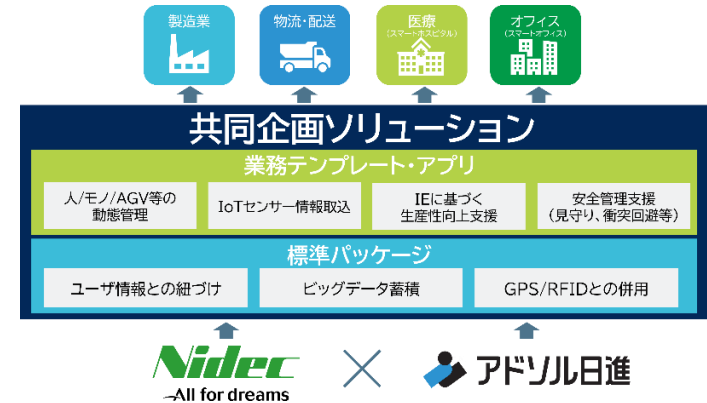 製造業
物流・配送
医療
(スマートホスピタル)
オフィス
(スマートオフィス)
共同企画ソリューション
業務テンプレート・アプリ
人/モノ/AGV等の
動態管理
IoTセンサー情報取込
IEに基づく
生産性向上支援
安全管理支援
(見守り、衝突回避等)
標準パッケージ
ユーザ情報との紐づけ
ビッグデータ蓄積
GPS/RFIDとの併用
Nidec
-All for dreams
アドソル日進